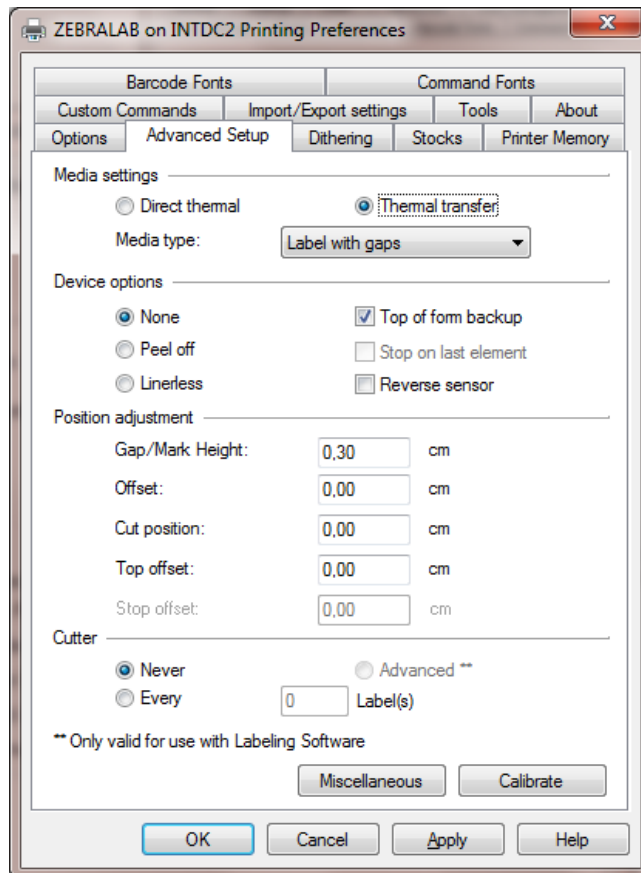 ZEBRALAB on INTDC2 Printing Preferences
Barcode Fonts Command Fonts
Custom Commands Import/Export settings Tools About
Options Advanced Setup Dithering Stocks Printer Memory
Media settings
Direct thermal Thermal transfer
Media type: Label with gaps
Device options
None Top of form backup
Peel off Stop on last element
Linerless Reverse sensor
Position adjustment
Gap/Mark Height: 0,30 cm
Offset: 0,00 cm
Cut position: 0,00 cm
Top offset: 0,00 cm
Stop offset: 0,00 cm
Cutter
Never Advanced **
Every 0 Label(s)
** Only valid for use with Labeling Software
Miscellaneous Calibrate
OK Cancel Apply Help